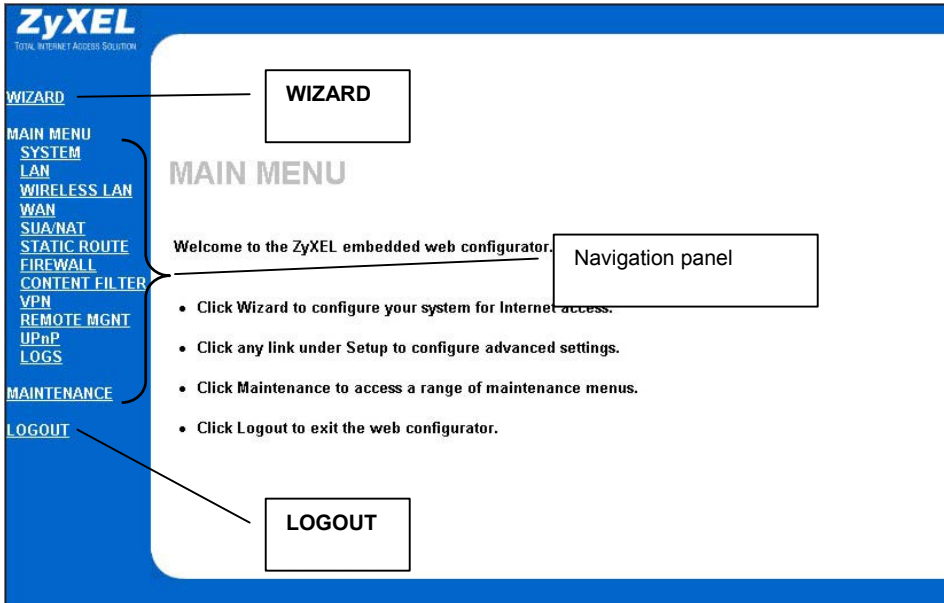 ZyXEL
TOTAL INTERNET ACCESS SOLUTION
WIZARD
MAIN MENU
SYSTEM
LAN
WIRELESS LAN
WAN
SUA/NAT
STATIC ROUTE
FIREWALL
CONTENT FILTER
VPN
REMOTE MGNT
UPnP
LOGS
MAINTENANCE
LOGOUT
WIZARD
MAIN MENU
Welcome to the ZyXEL embedded web configurator.
Navigation panel
• Click Wizard to configure your system for Internet access.
• Click any link under Setup to configure advanced settings.
• Click Maintenance to access a range of maintenance menus.
• Click Logout to exit the web configurator.
LOGOUT